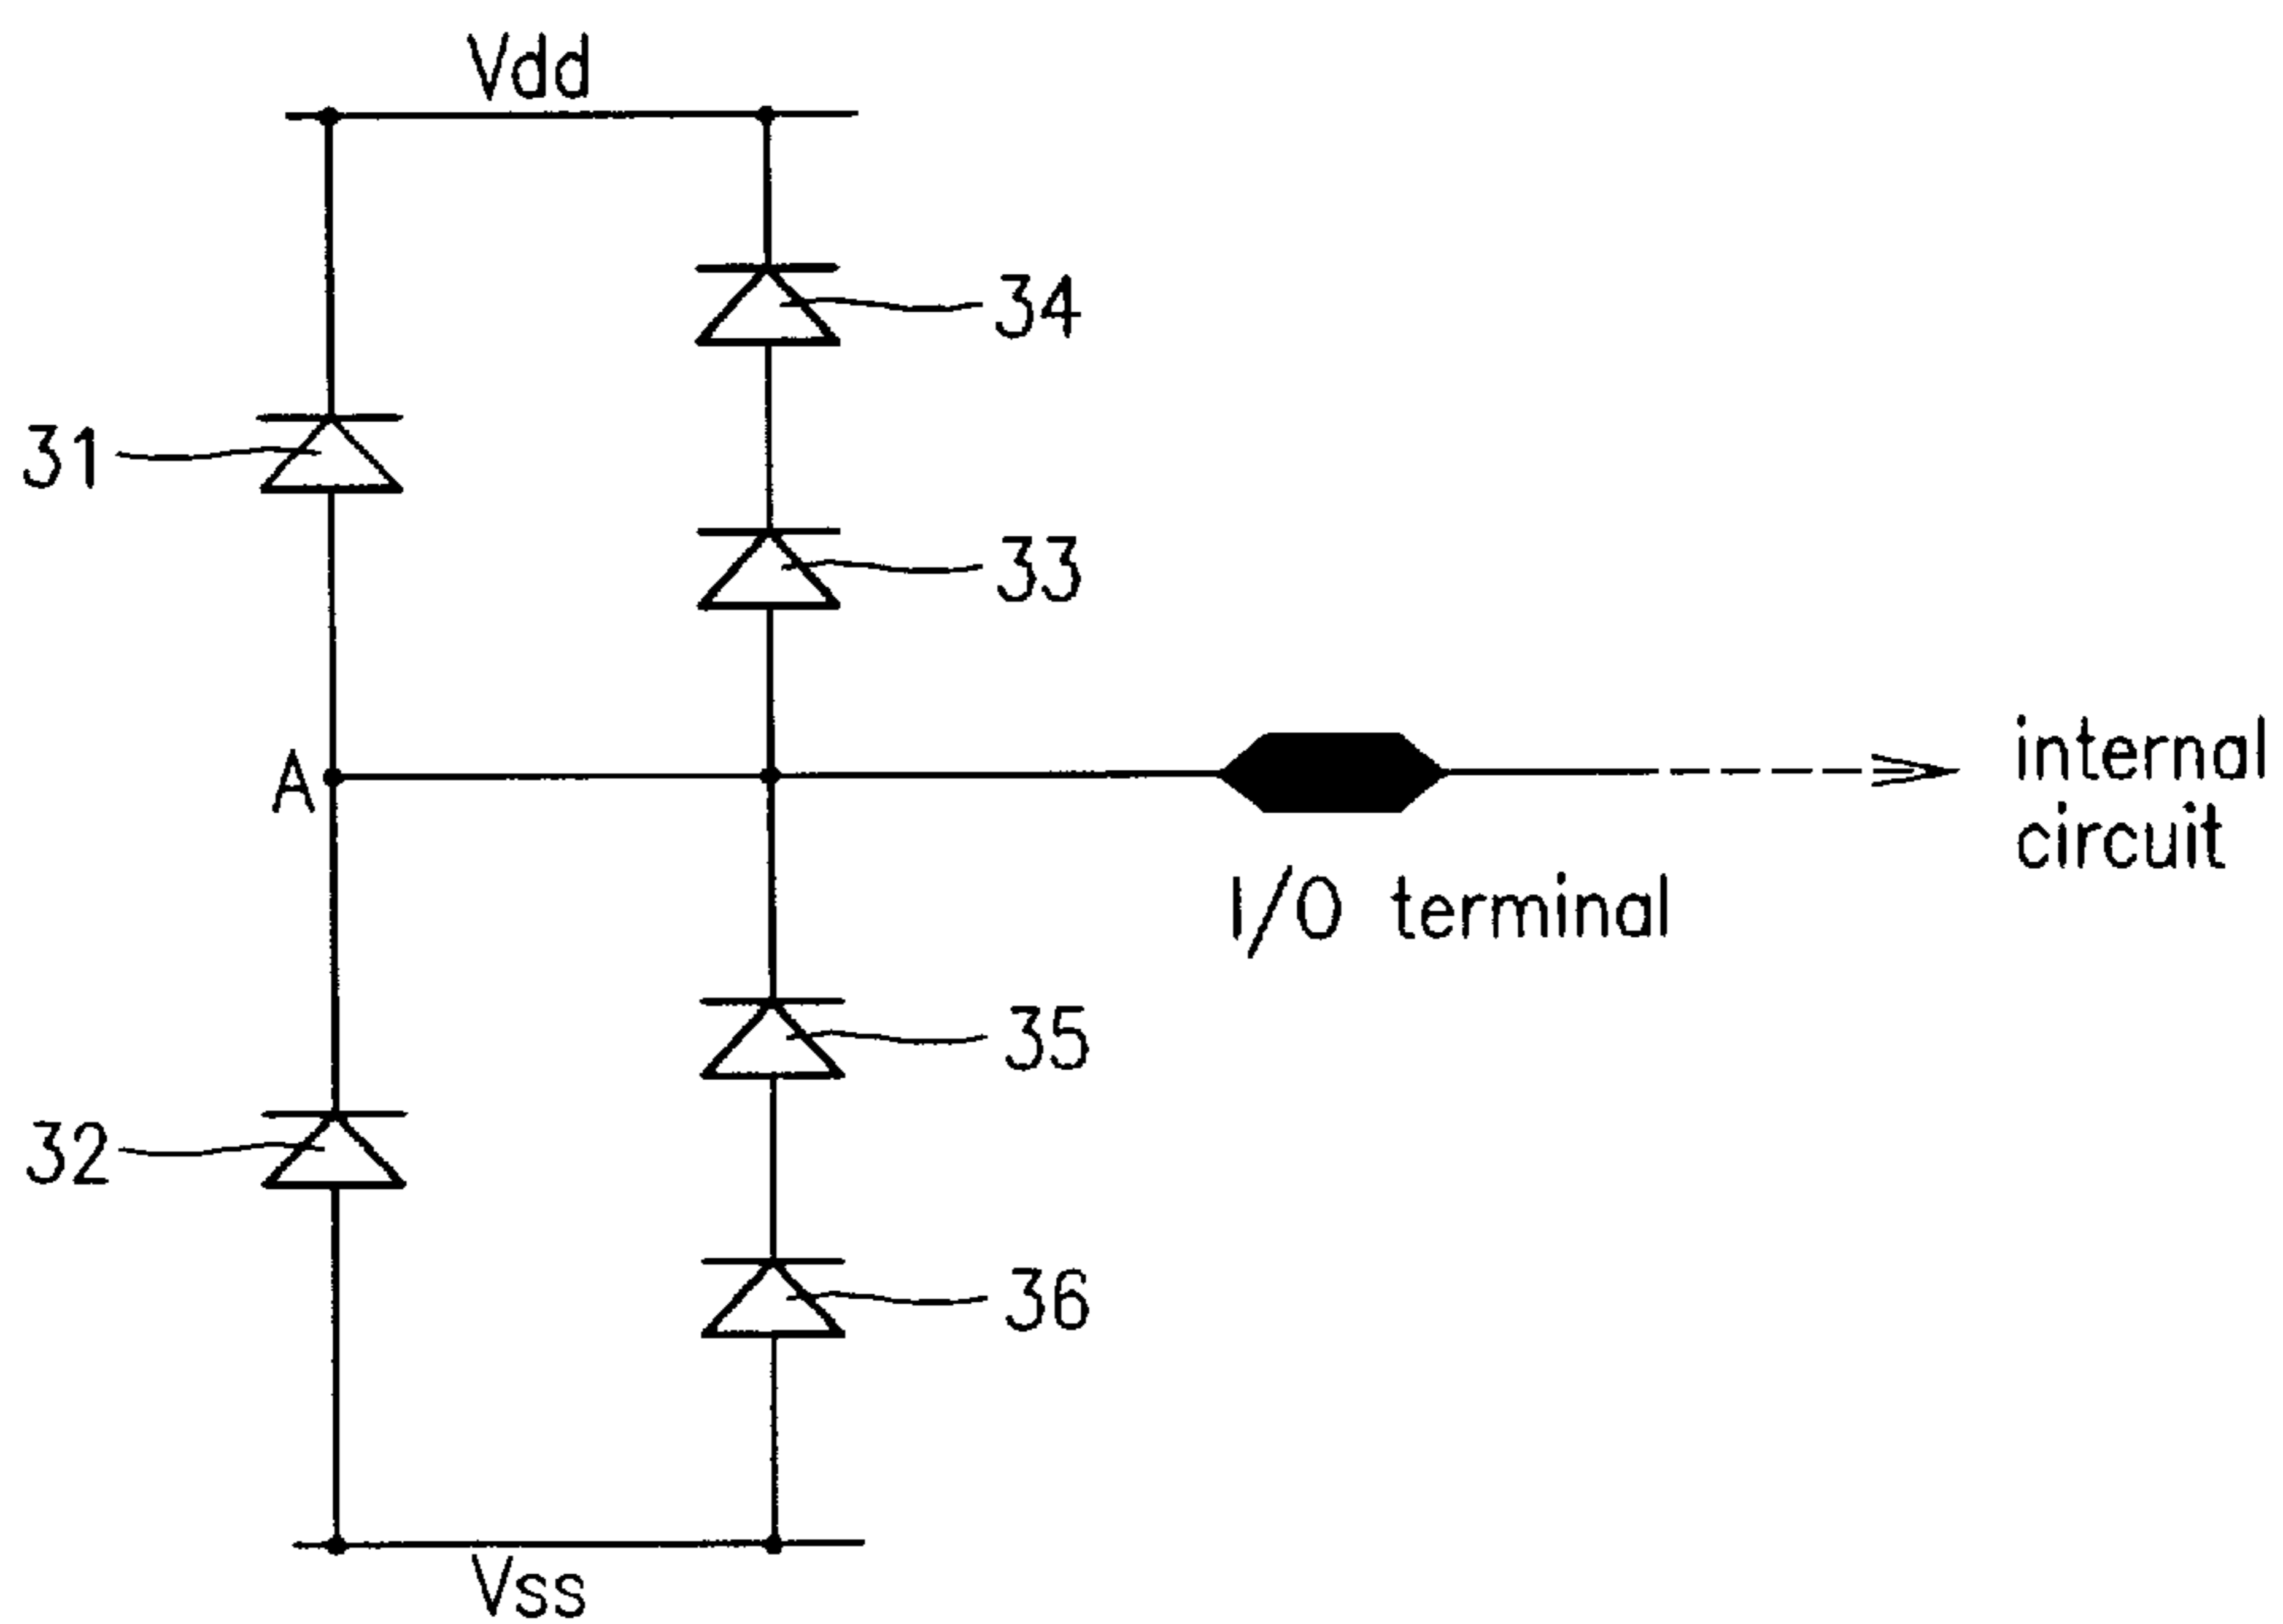 Vdd
34
31
33
A
internal
circuit
I/O terminal
35
32
36
Vss